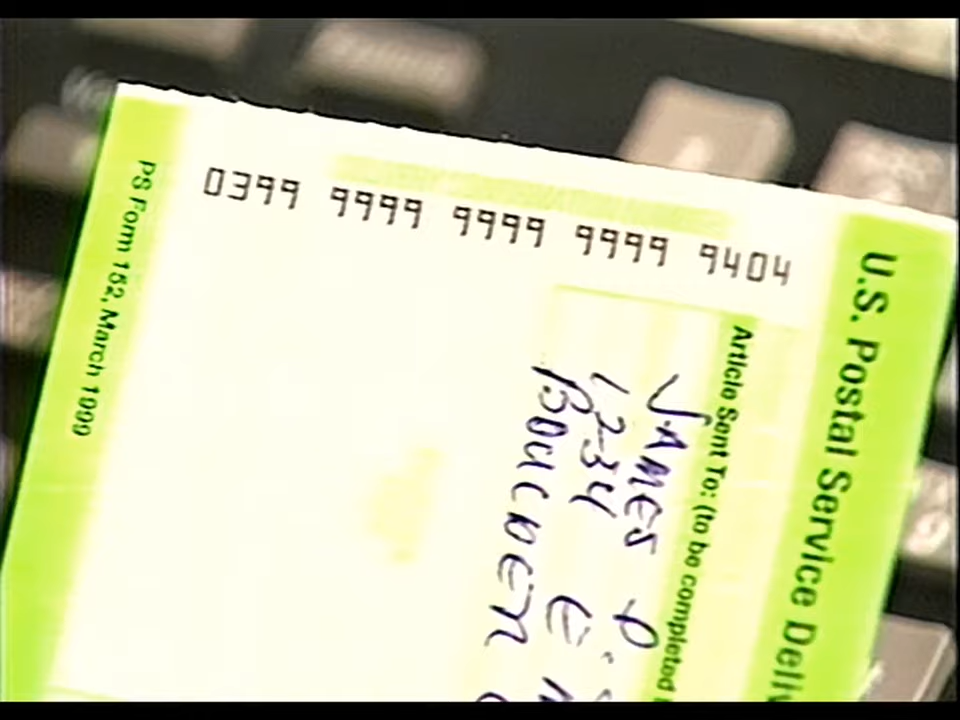 0399 9999 9999 9999 9404
U.S. Postal Service Deliv
Article Sent To: (to be completed
JAMES P.
1234 E
PS Form 152, March 1999